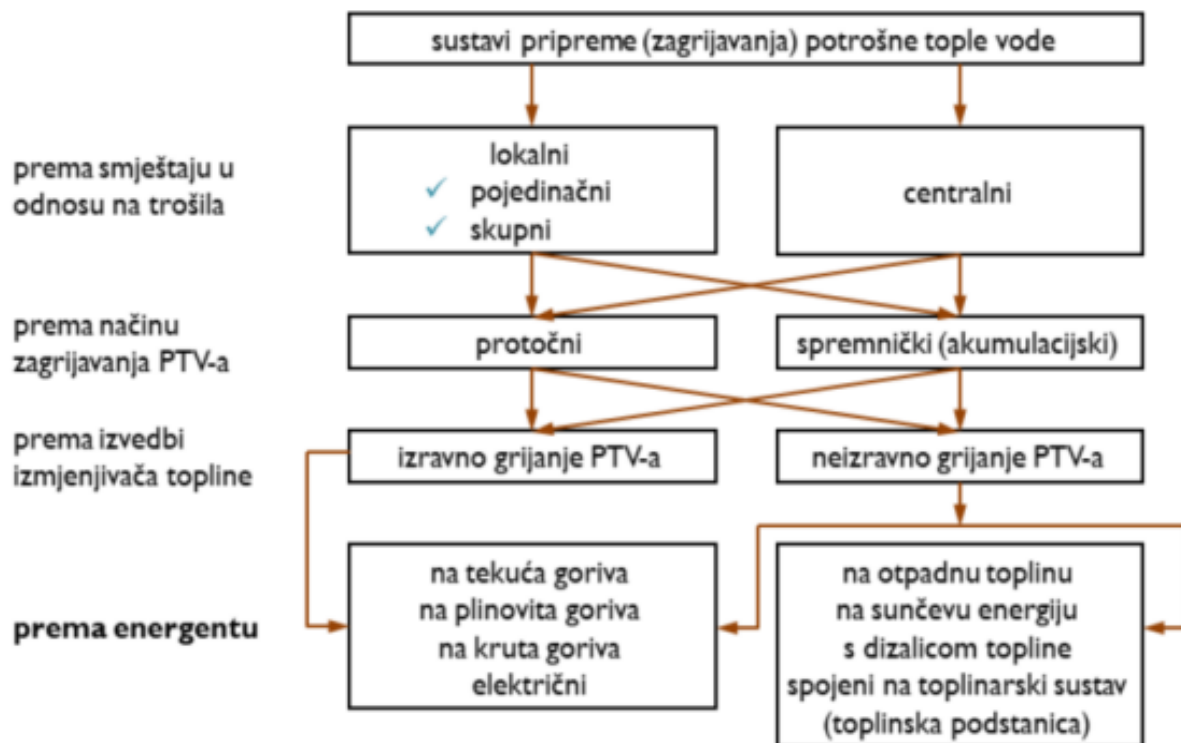 sustavi pripreme (zagrijavanja) potrošne tople vode
prema smještaju u
odnosu na trošila
lokalni
✓ pojedinačni
✓ skupni
centralni
prema načinu
zagrijavanja PTV-a
protočni
spremnički (akumulacijski)
prema izvedbi
izmjenjivača topline
izravno grijanje PTV-a
neizravno grijanje PTV-a
prema energentu
na tekuća goriva
na plinovita goriva
na kruta goriva
električni
na otpadnu toplinu
na sunčevu energiju
s dizalicom topline
spojeni na toplinarski sustav
(toplinska podstanica)